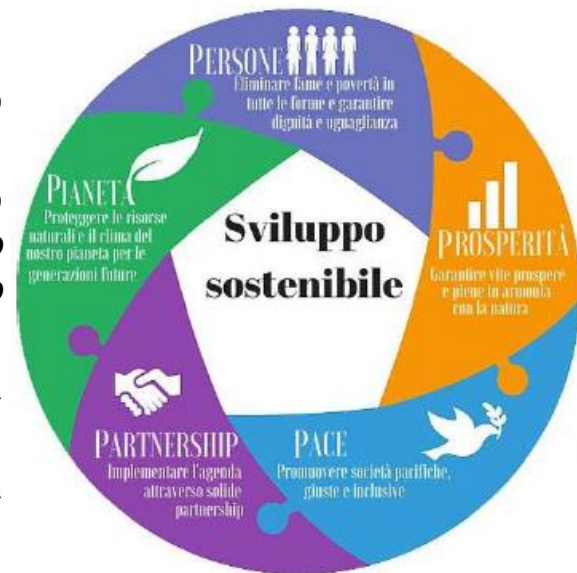 PERSONE
Eliminare fame e povertà in
tutte le forme e garantire
dignità e uguaglianza
PROSPERITÀ
Garantire vite prospere
e piene in armonia
con la natura
PACE
Promuovere società pacifiche,
giuste e inclusive
PARTNERSHIP
Implementare l'agenda
attraverso solide
partnership
PIANETA
Proteggere le risorse
naturali e il clima del
nostro pianeta per le
generazioni future
Sviluppo
sostenibile